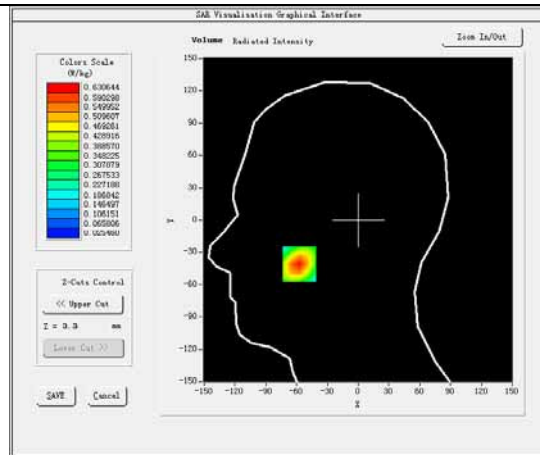 SAR Visualisation Graphical Interface
Volume Radiated Intensity
Zoom In/Out
Colors Scale
(W/kg)
0.630644
0.590298
0.549952
0.509607
0.469261
0.428916
0.388570
0.348225
0.307879
0.267533
0.227188
0.186842
0.146497
0.106151
0.065806
0.025460
Z-Cuts Control
<< Upper Cut
mm
Lower Cut >>
SAVE
Cancel
150
120
90
60
30
0
-30
-60
-90
-120
-150
Y
-150 -120 -90 -60 -30 0 30 60 90 120 150
X